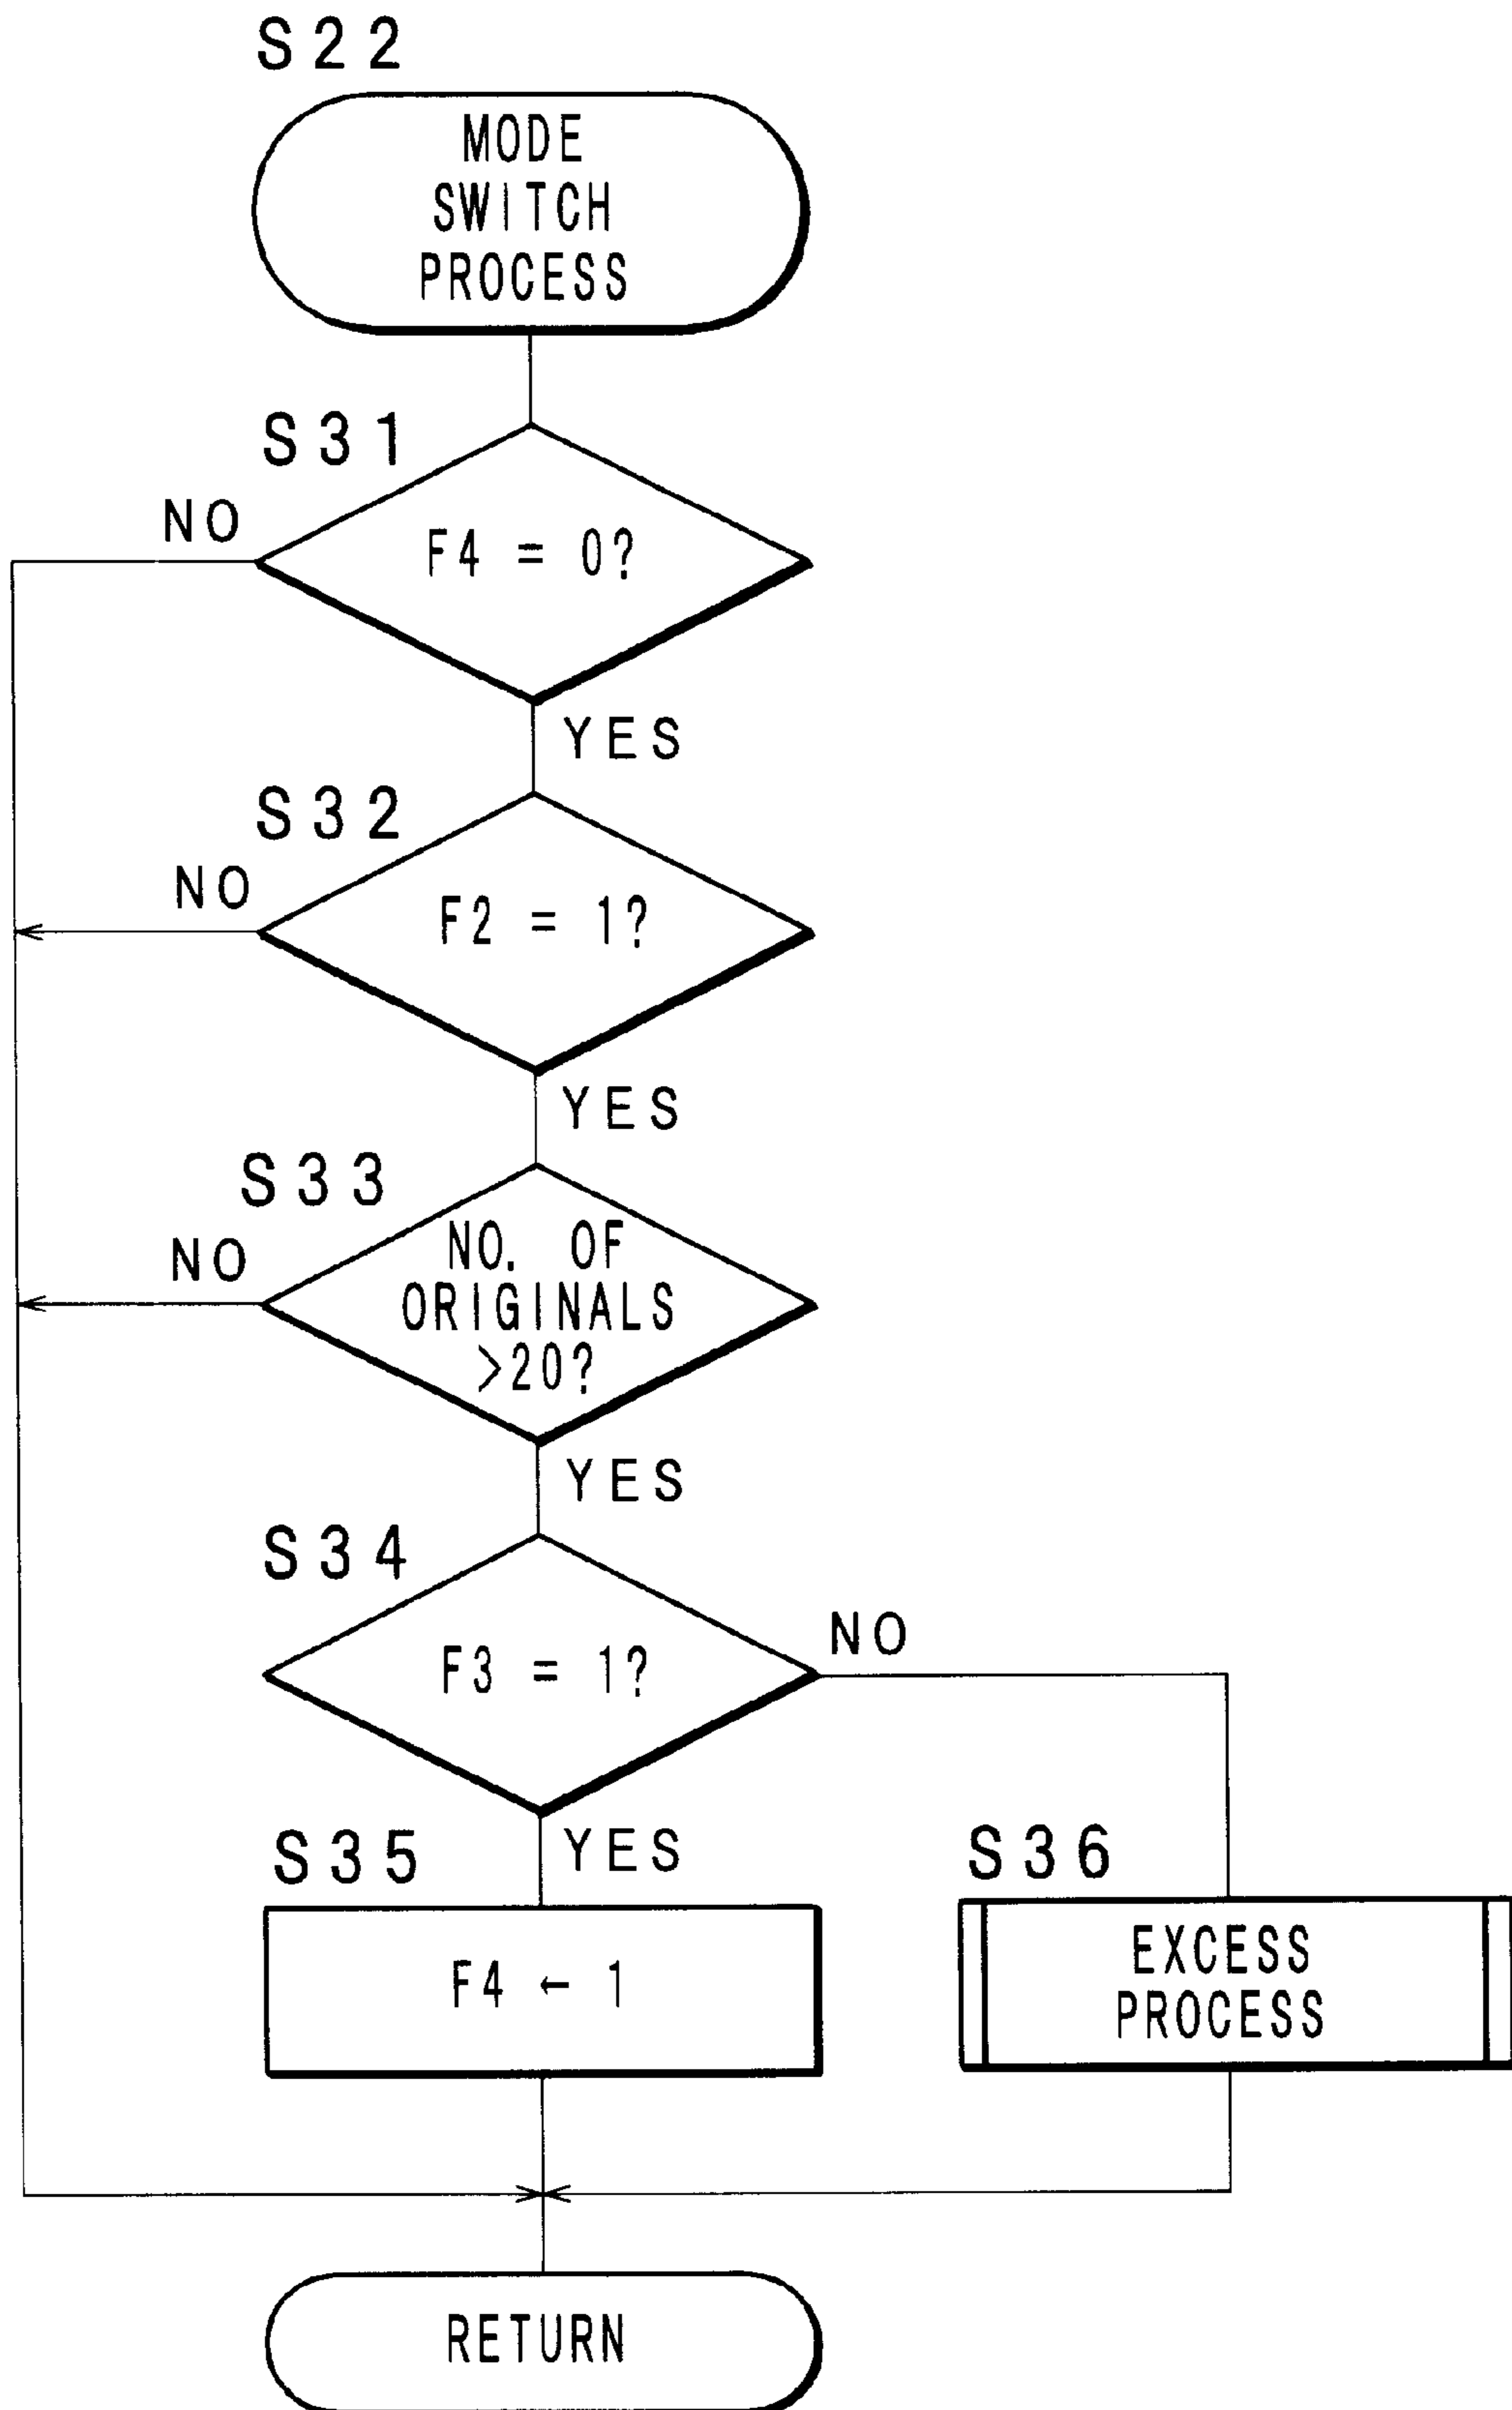 S22
MODE
SWITCH
PROCESS
S31
NO
F4 = 0?
YES
S32
NO
F2 = 1?
YES
S33
NO
NO. OF
ORIGINALS
>20?
YES
S34
NO
F3 = 1?
YES
S35
S36
F4 ← 1
EXCESS
PROCESS
RETURN